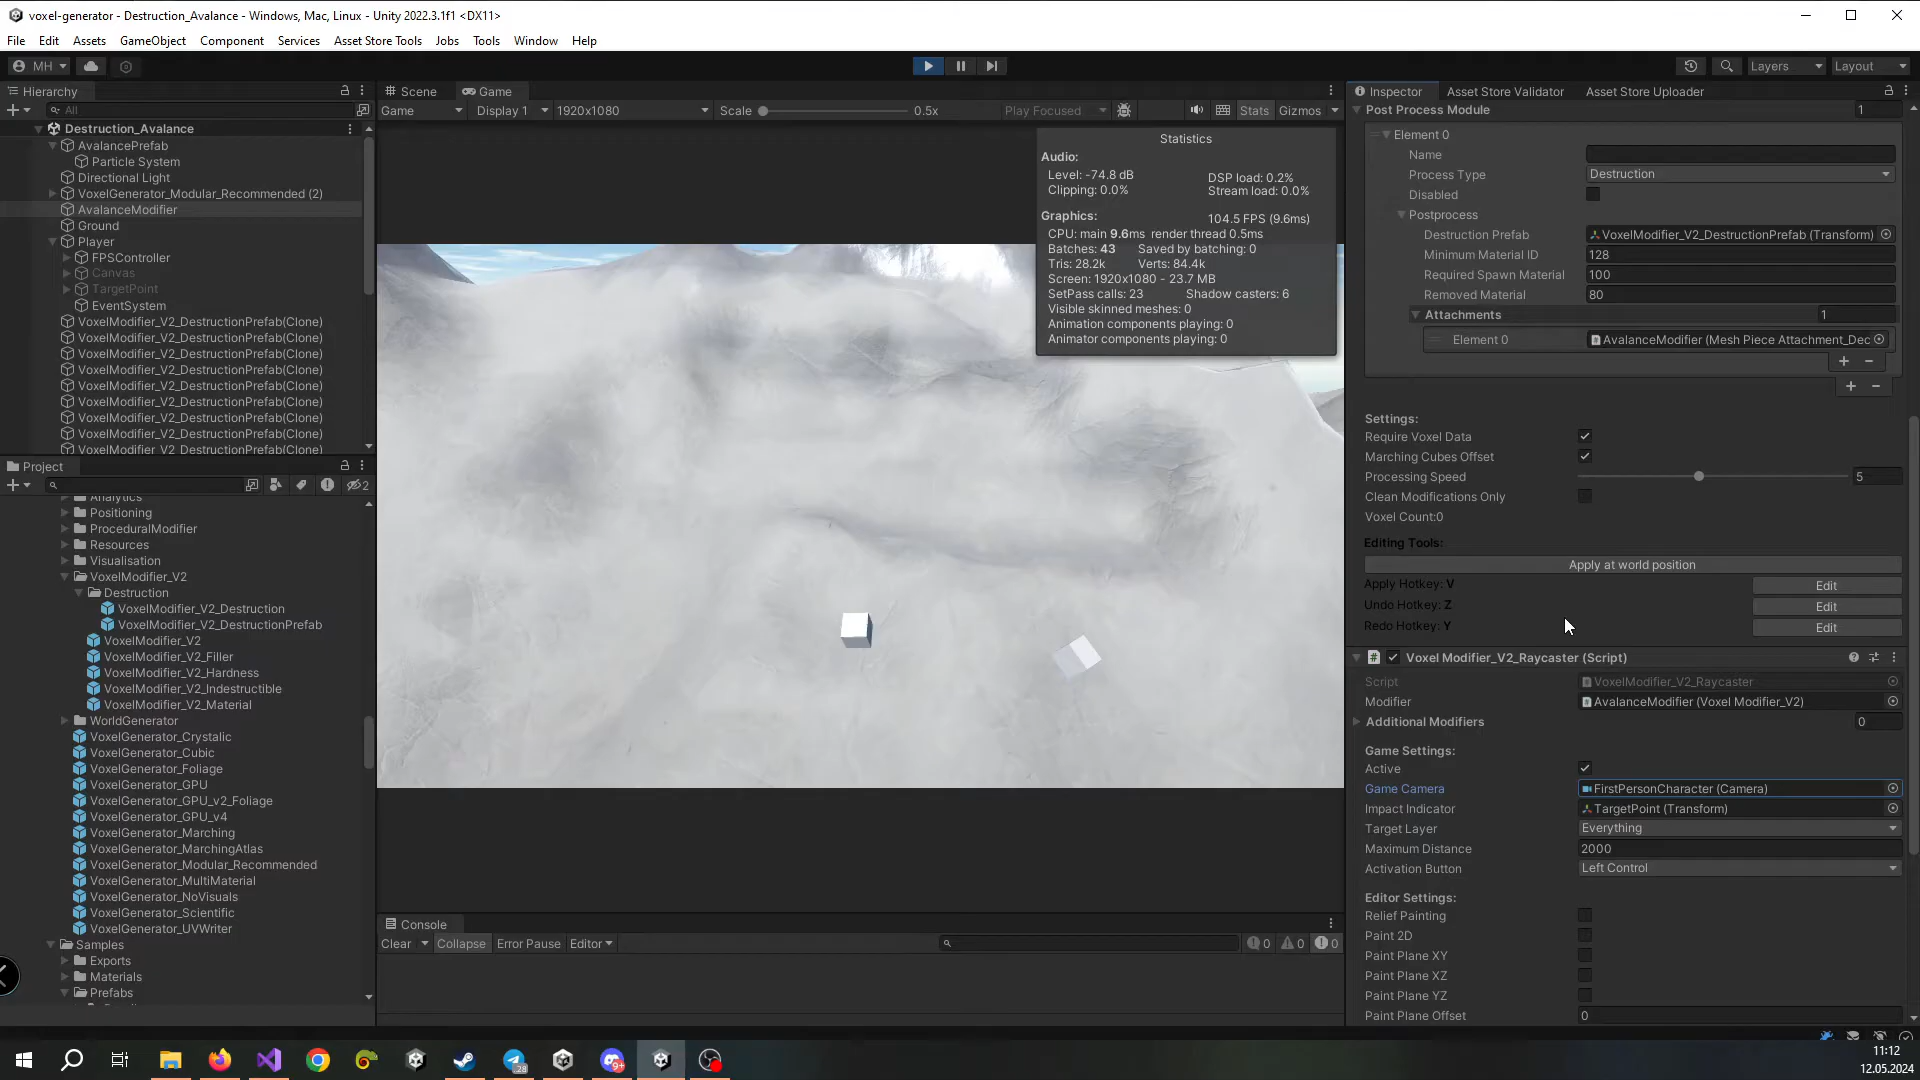 voxel-generator - Destruction_Avalance - Windows, Mac, Linux - Unity 2022.3.1f1 <DX11>
File Edit Assets GameObject Component Services Asset Store Tools Jobs Tools Window Help
MH
Layers
Layout
Hierarchy
All
Destruction_Avalance
AvalancePrefab
Particle System
Directional Light
VoxelGenerator_Modular_Recommended (2)
AvalanceModifier
Ground
Player
FPSController
Canvas
TargetPoint
EventSystem
VoxelModifier_V2_DestructionPrefab(Clone)
VoxelModifier_V2_DestructionPrefab(Clone)
VoxelModifier_V2_DestructionPrefab(Clone)
VoxelModifier_V2_DestructionPrefab(Clone)
VoxelModifier_V2_DestructionPrefab(Clone)
VoxelModifier_V2_DestructionPrefab(Clone)
VoxelModifier_V2_DestructionPrefab(Clone)
VoxelModifier_V2_DestructionPrefab(Clone)
VoxelModifier_V2_DestructionPrefab(Clone)
Project
2
Analytics
Positioning
ProceduralModifier
Resources
Visualisation
VoxelModifier_V2
Destruction
VoxelModifier_V2_Destruction
VoxelModifier_V2_DestructionPrefab
VoxelModifier_V2
VoxelModifier_V2_Filler
VoxelModifier_V2_Hardness
VoxelModifier_V2_Indestructible
VoxelModifier_V2_Material
WorldGenerator
VoxelGenerator_Crystalic
VoxelGenerator_Cubic
VoxelGenerator_Foliage
VoxelGenerator_GPU
VoxelGenerator_GPU_v2_Foliage
VoxelGenerator_GPU_v4
VoxelGenerator_Marching
VoxelGenerator_MarchingAtlas
VoxelGenerator_Modular_Recommended
VoxelGenerator_MultiMaterial
VoxelGenerator_NoVisuals
VoxelGenerator_Scientific
VoxelGenerator_UVWriter
Samples
Exports
Materials
Prefabs
Scene Game
Game Display 1 1920x1080 Scale 0.5x Play Focused Stats Gizmos
Statistics
Audio:
Level: -74.8 dB DSP load: 0.2%
Clipping: 0.0% Stream load: 0.0%
Graphics: 104.5 FPS (9.6ms)
CPU: main 9.6ms render thread 0.5ms
Batches: 43 Saved by batching: 0
Tris: 28.2k Verts: 84.4k
Screen: 1920x1080 - 23.7 MB
SetPass calls: 23 Shadow casters: 6
Visible skinned meshes: 0
Animation components playing: 0
Animator components playing: 0
Console
Clear Collapse Error Pause Editor 0 0 0
Inspector Asset Store Validator Asset Store Uploader
Post Process Module 1
Element 0
Name
Process Type Destruction
Disabled
Postprocess
Destruction Prefab VoxelModifier_V2_DestructionPrefab (Transform)
Minimum Material ID 128
Required Spawn Material 100
Removed Material 80
Attachments 1
Element 0 AvalanceModifier (Mesh Piece Attachment_Dec
Settings:
Require Voxel Data
Marching Cubes Offset
Processing Speed 5
Clean Modifications Only
Voxel Count:0
Editing Tools:
Apply at world position
Apply Hotkey: V Edit
Undo Hotkey: Z Edit
Redo Hotkey: Y Edit
Voxel Modifier_V2_Raycaster (Script)
Script VoxelModifier_V2_Raycaster
Modifier AvalanceModifier (Voxel Modifier_V2)
Additional Modifiers 0
Game Settings:
Active
Game Camera FirstPersonCharacter (Camera)
Impact Indicator TargetPoint (Transform)
Target Layer Everything
Maximum Distance 2000
Activation Button Left Control
Editor Settings:
Relief Painting
Paint 2D
Paint Plane XY
Paint Plane XZ
Paint Plane YZ
Paint Plane Offset 0
28
9+
11:12
12.05.2024